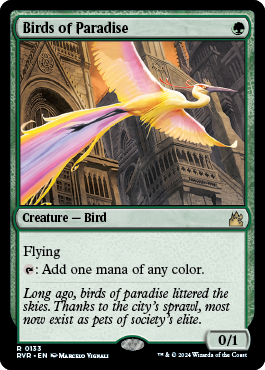 Birds of Paradise
Creature — Bird
Flying
: Add one mana of any color.
Long ago, birds of paradise littered the
skies. Thanks to the city's sprawl, most
now exist as pets of society's elite.
0/1
R 0133
RVR • EN Marcelo Vignali
™ & © 2024 Wizards of the Coast